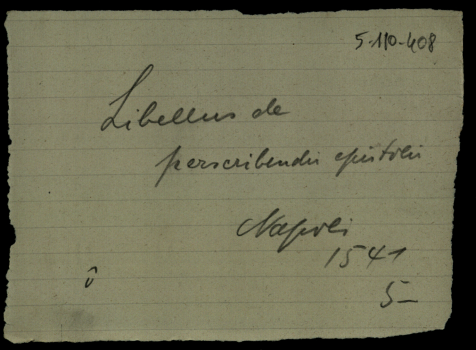 5-110-408
Libellus de
perscribendis epistolis
Napoli
1541
5-